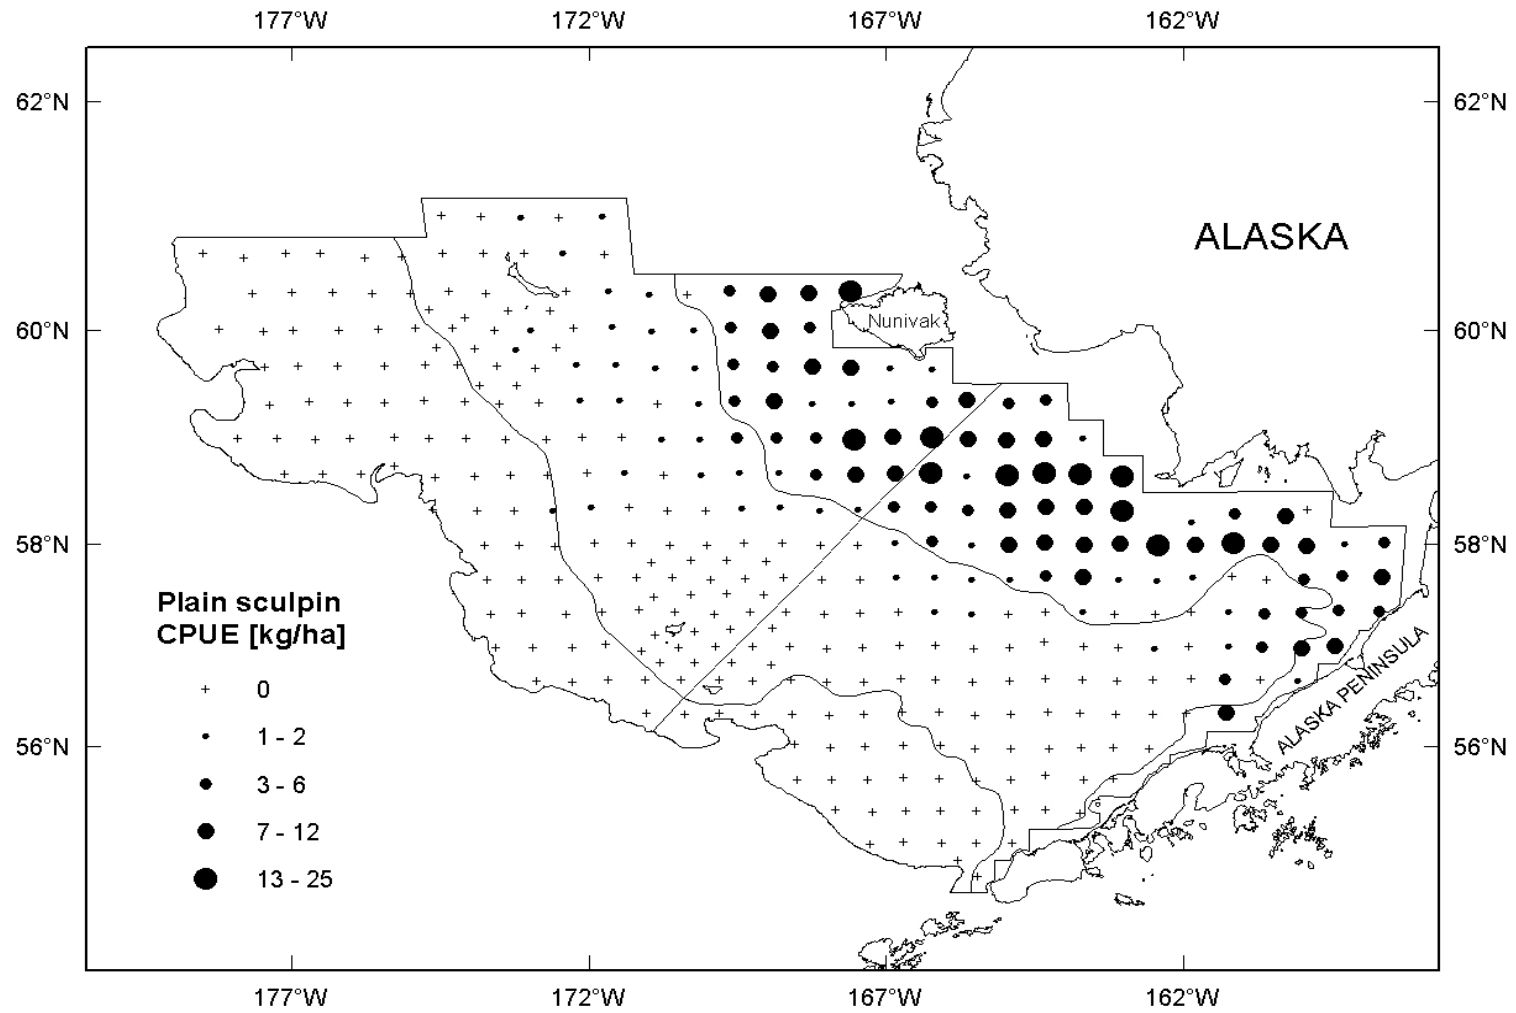 177°W 172°W 167°W 162°W
62°N 62°N
ALASKA
60°N Nunivak 60°N
58°N 58°N
Plain sculpin
CPUE [kg/ha]
0
1 - 2
3 - 6
7 - 12
13 - 25
ALASKA PENINSULA
56°N 56°N
177°W 172°W 167°W 162°W